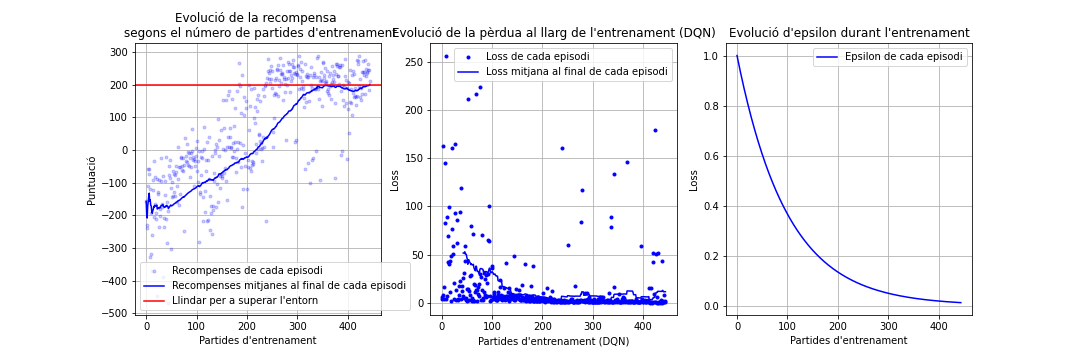 Evolució de la recompensa
segons el número de partides d'entrenament
300
200
100
0
−100
−200
−300
−400
−500
Puntuació
Recompenses de cada episodi
Recompenses mitjanes al final de cada episodi
Llindar per a superar l'entorn
0 100 200 300 400
Partides d'entrenament
Evolució de la pèrdua al llarg de l'entrenament (DQN)
250
200
150
100
50
0
Loss
Loss de cada episodi
Loss mitjana al final de cada episodi
0 100 200 300 400
Partides d'entrenament (DQN)
Evolució d'epsilon durant l'entrenament
1.0
0.8
0.6
0.4
0.2
0.0
Loss
Epsilon de cada episodi
0 100 200 300 400
Partides d'entrenament